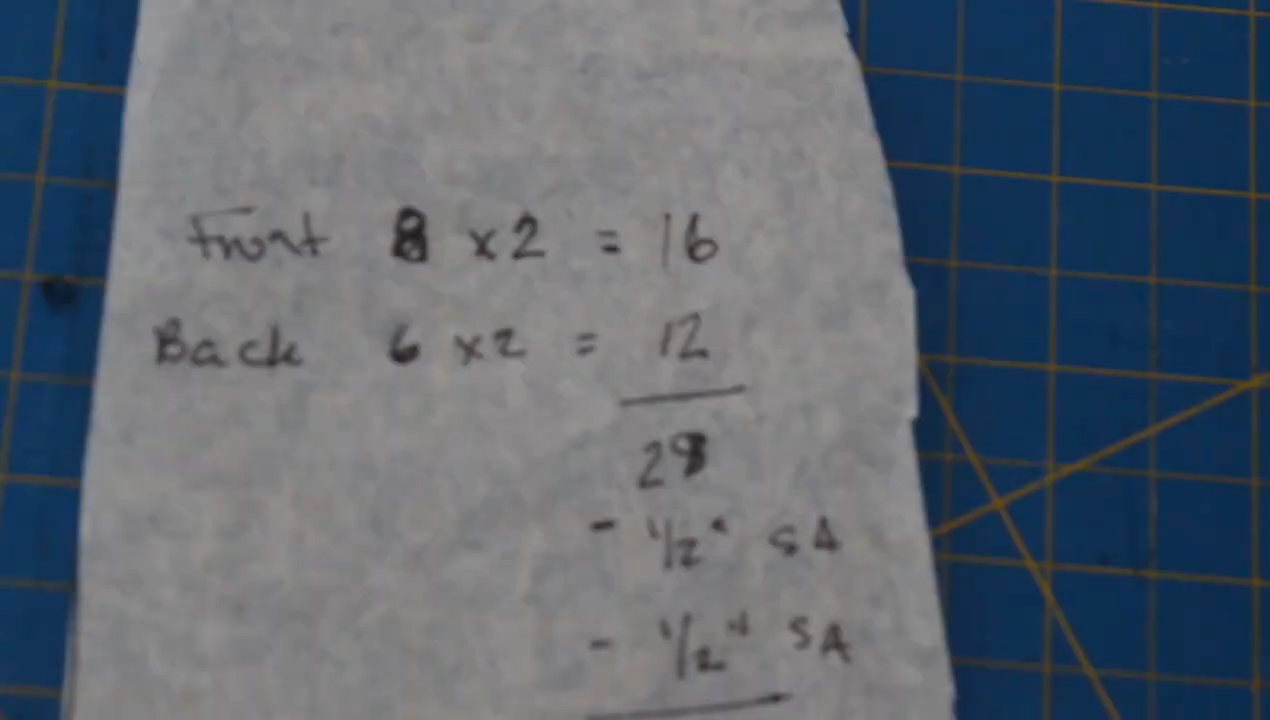 Front 8 x2 = 16
Back 6 x2 = 12
28
- 1/2" SA
- 1/2" SA